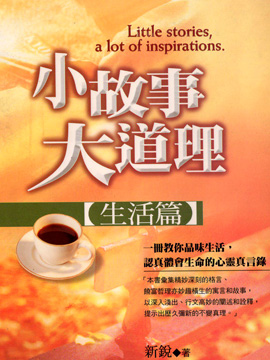 Little stories,
a lot of inspirations.
小故事
大道理
【生活篇】
一冊教你品味生活，
認真體會生命的心靈真言錄
「本書彙集精妙深刻的格言、
饒富哲理亦妙趣橫生的寓言和故事，
以深入淺出、行文高妙的闡述和詮釋，
提示出歷久彌新的不變真理。」
新銳◆著